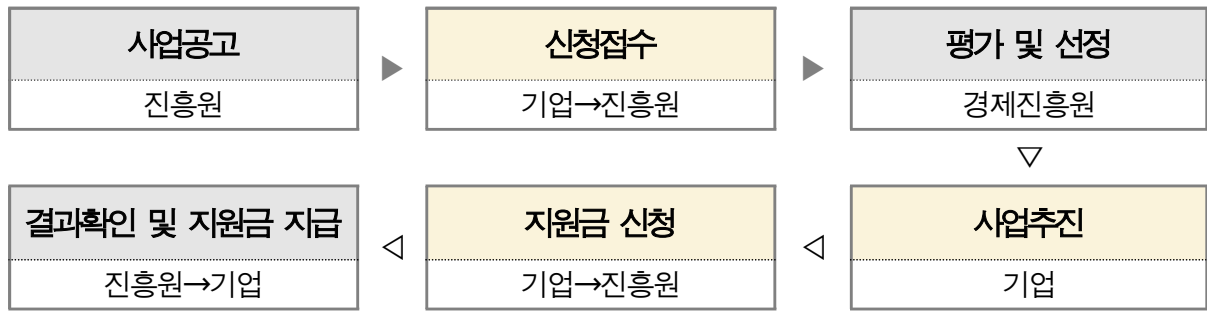 사업공고
진흥원
▶
신청접수
기업→진흥원
▶
평가 및 선정
경제진흥원
▽
사업추진
기업
◁
지원금 신청
기업→진흥원
◁
결과확인 및 지원금 지급
진흥원→기업